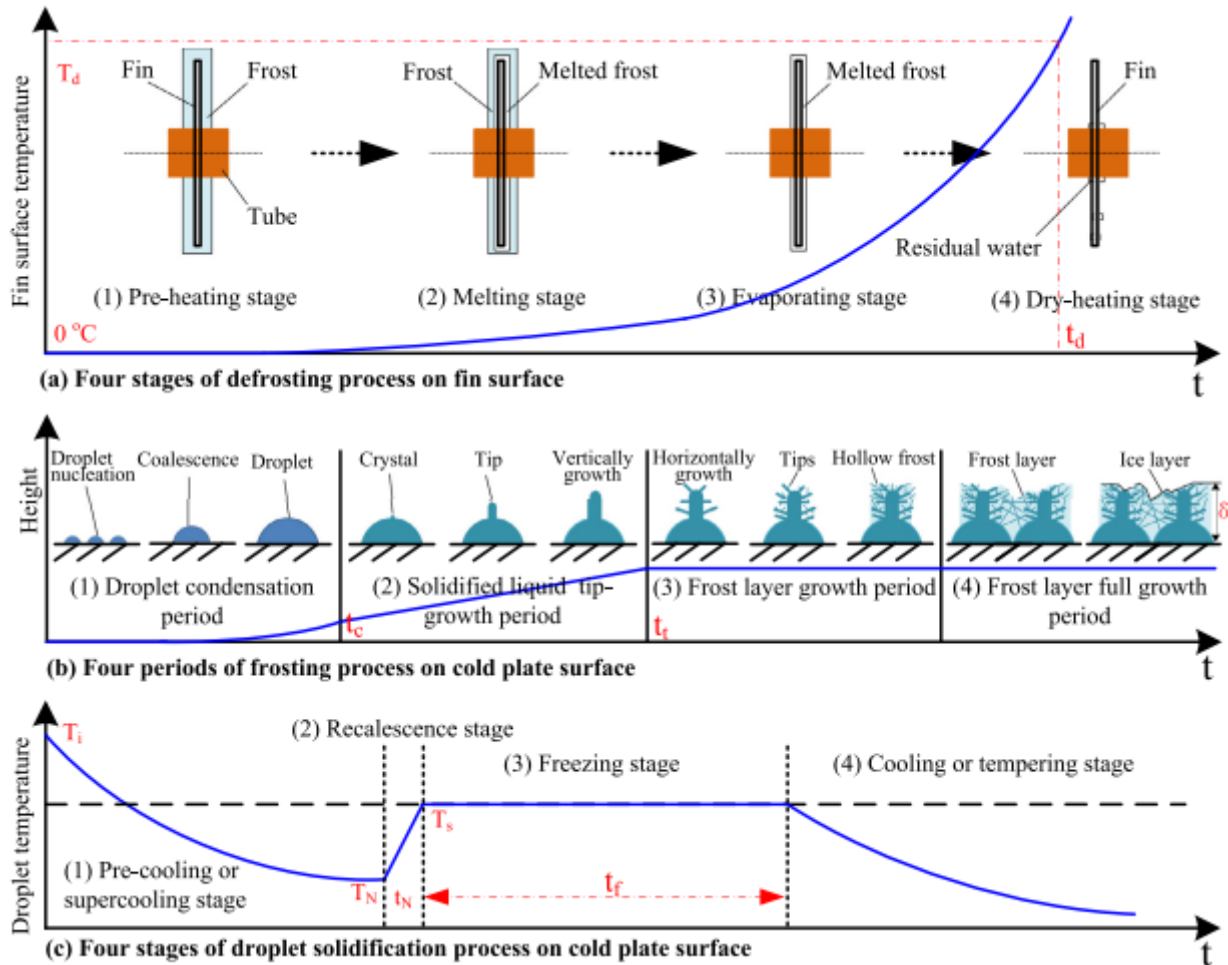 Fin surface temperature
T_d
Fin
Frost
Tube
(1) Pre-heating stage
Frost
Melted frost
(2) Melting stage
Melted frost
(3) Evaporating stage
Fin
Residual water
(4) Dry-heating stage
0 °C
t_d
t
(a) Four stages of defrosting process on fin surface
Height
Droplet
nucleation
Coalescence
Droplet
(1) Droplet condensation
period
Crystal
Tip
Vertically
growth
(2) Solidified liquid tip-
growth period
t_c
Horizontally
growth
Tips
Hollow frost
(3) Frost layer growth period
t_t
Frost layer
Ice layer
δ
(4) Frost layer full growth
period
t
(b) Four periods of frosting process on cold plate surface
Droplet temperature
T_i
(1) Pre-cooling or
supercooling stage
(2) Recalescence stage
T_N
t_N
T_s
(3) Freezing stage
t_f
(4) Cooling or tempering stage
t
(c) Four stages of droplet solidification process on cold plate surface